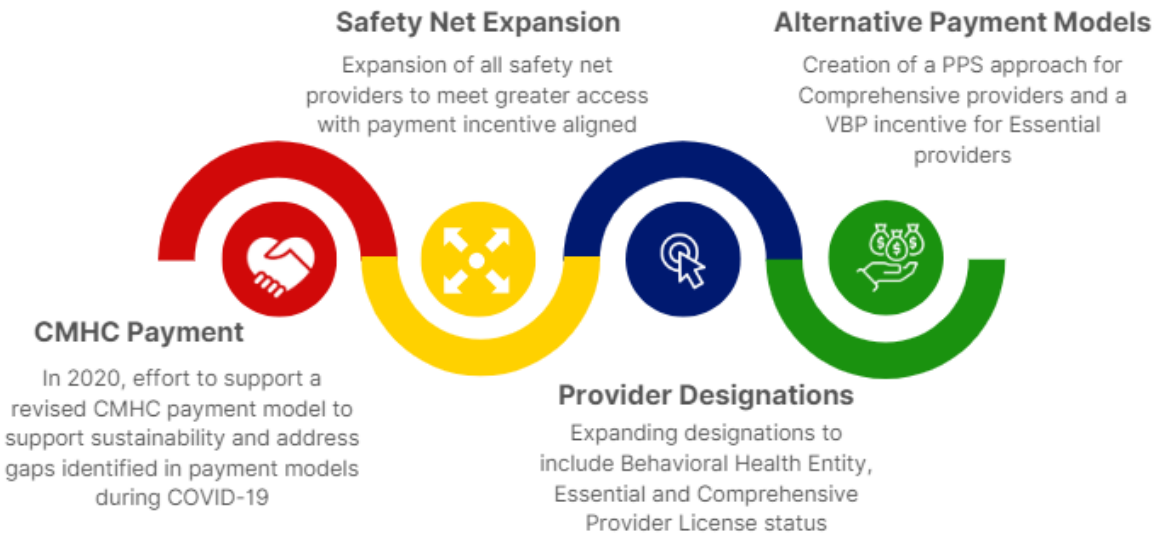 Safety Net Expansion
Expansion of all safety net
providers to meet greater access
with payment incentive aligned
Alternative Payment Models
Creation of a PPS approach for
Comprehensive providers and a
VBP incentive for Essential
providers
$ $ $
CMHC Payment
In 2020, effort to support a
revised CMHC payment model to
support sustainability and address
gaps identified in payment models
during COVID-19
Provider Designations
Expanding designations to
include Behavioral Health Entity,
Essential and Comprehensive
Provider License status